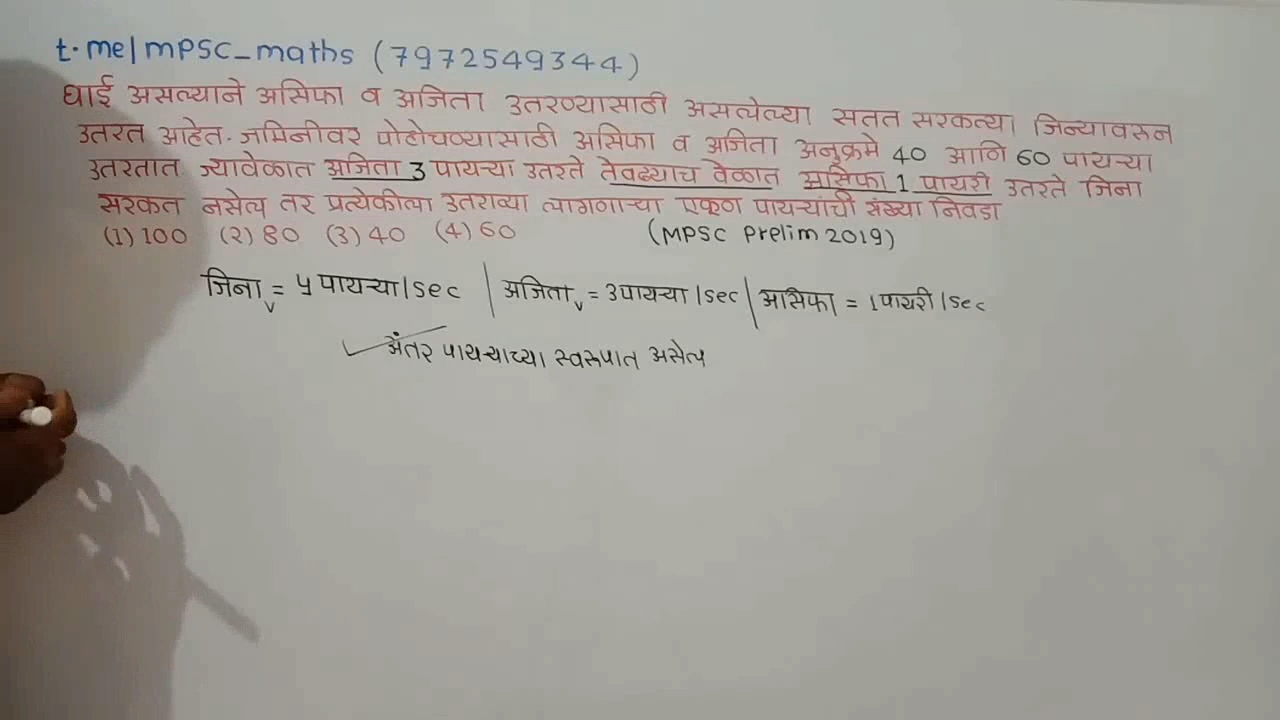 t.me/mpsc_maths (7972549344)
घाई असल्याने असिफा व अजिता उतरण्यासाठी असलेल्या सतत सरकत्या जिन्यावरून
उतरत आहेत. जमिनीवर पोहोचण्यासाठी असिफा व अजिता अनुक्रमे 40 आणि 60 पायऱ्या
उतरतात ज्यावेळात अजिता 3 पायऱ्या उतरते तेवढ्याच वेळात असिफा 1 पायरी उतरते जिना
सरकत नसेल तर प्रत्येकीला उतराव्या लागणाऱ्या एकूण पायऱ्यांची संख्या निवडा
(1) 100 (२) 80 (3) 40 (4) 60 (MPSC Prelim 2019)
जिना v = y पायऱ्या/sec | अजिता v = 3पायऱ्या/sec | असिफा = 1पायरी/sec
अंतर पायऱ्याच्या स्वरूपात असेल